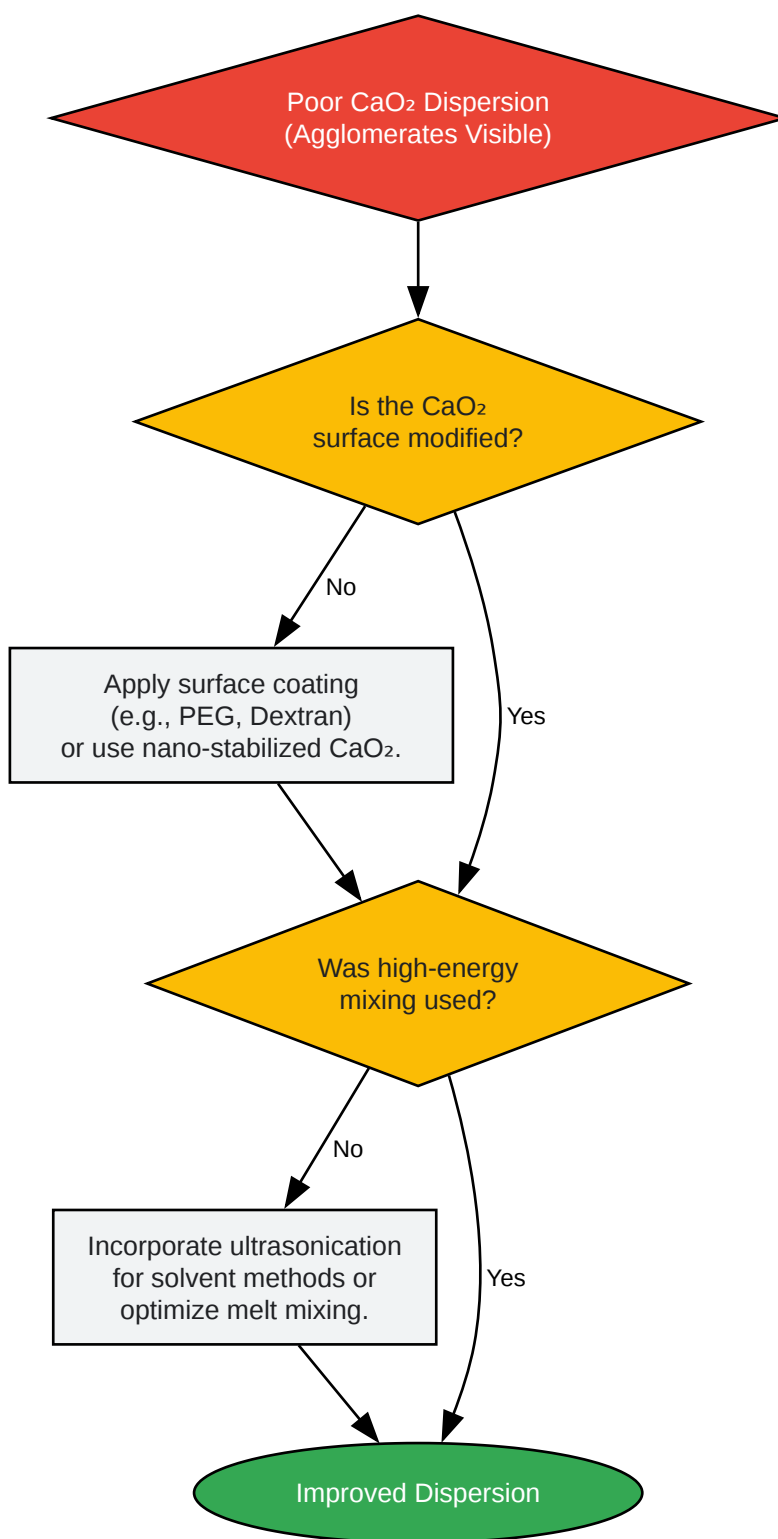 Poor CaO₂ Dispersion
(Agglomerates Visible)
Is the CaO₂
surface modified?
No
Yes
Apply surface coating
(e.g., PEG, Dextran)
or use nano-stabilized CaO₂.
Was high-energy
mixing used?
No
Yes
Incorporate ultrasonication
for solvent methods or
optimize melt mixing.
Improved Dispersion